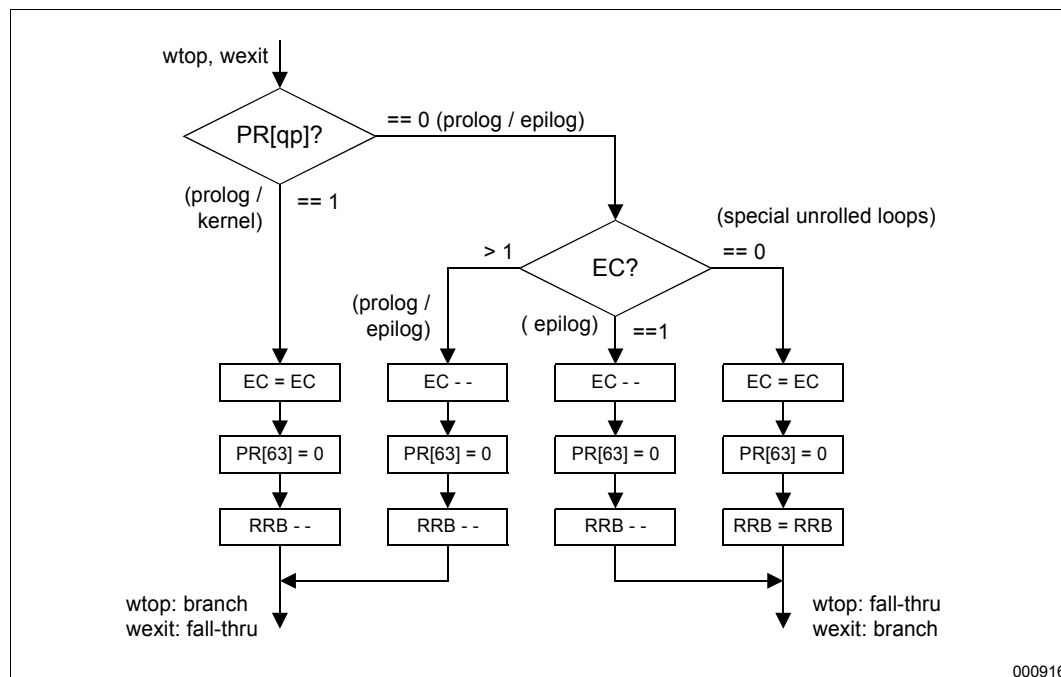 wtop, wexit
PR[qp]?
== 0 (prolog / epilog)
(prolog /
kernel)
== 1
(special unrolled loops)
EC?
> 1
== 0
(prolog /
epilog)
( epilog)
==1
EC = EC
EC - -
EC - -
EC = EC
PR[63] = 0
PR[63] = 0
PR[63] = 0
PR[63] = 0
RRB - -
RRB - -
RRB - -
RRB = RRB
wtop: branch
wexit: fall-thru
wtop: fall-thru
wexit: branch
000916